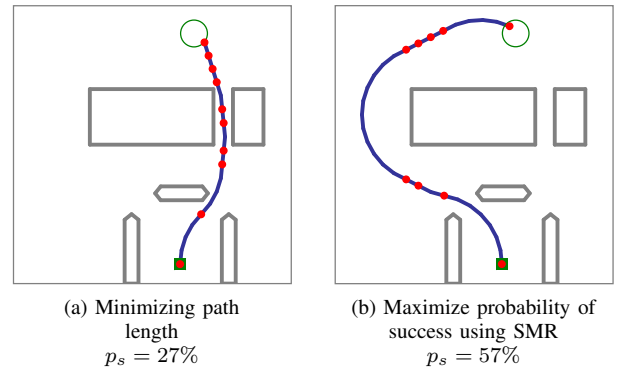 (a) Minimizing path
length
p_s = 27%
(b) Maximize probability of
success using SMR
p_s = 57%